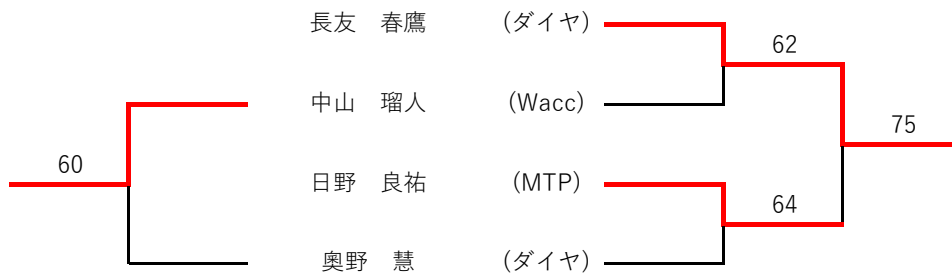 長友　春鷹 (ダイヤ)
62
中山　瑠人 (Wacc)
75
60
日野　良祐 (MTP)
64
奥野　慧 (ダイヤ)